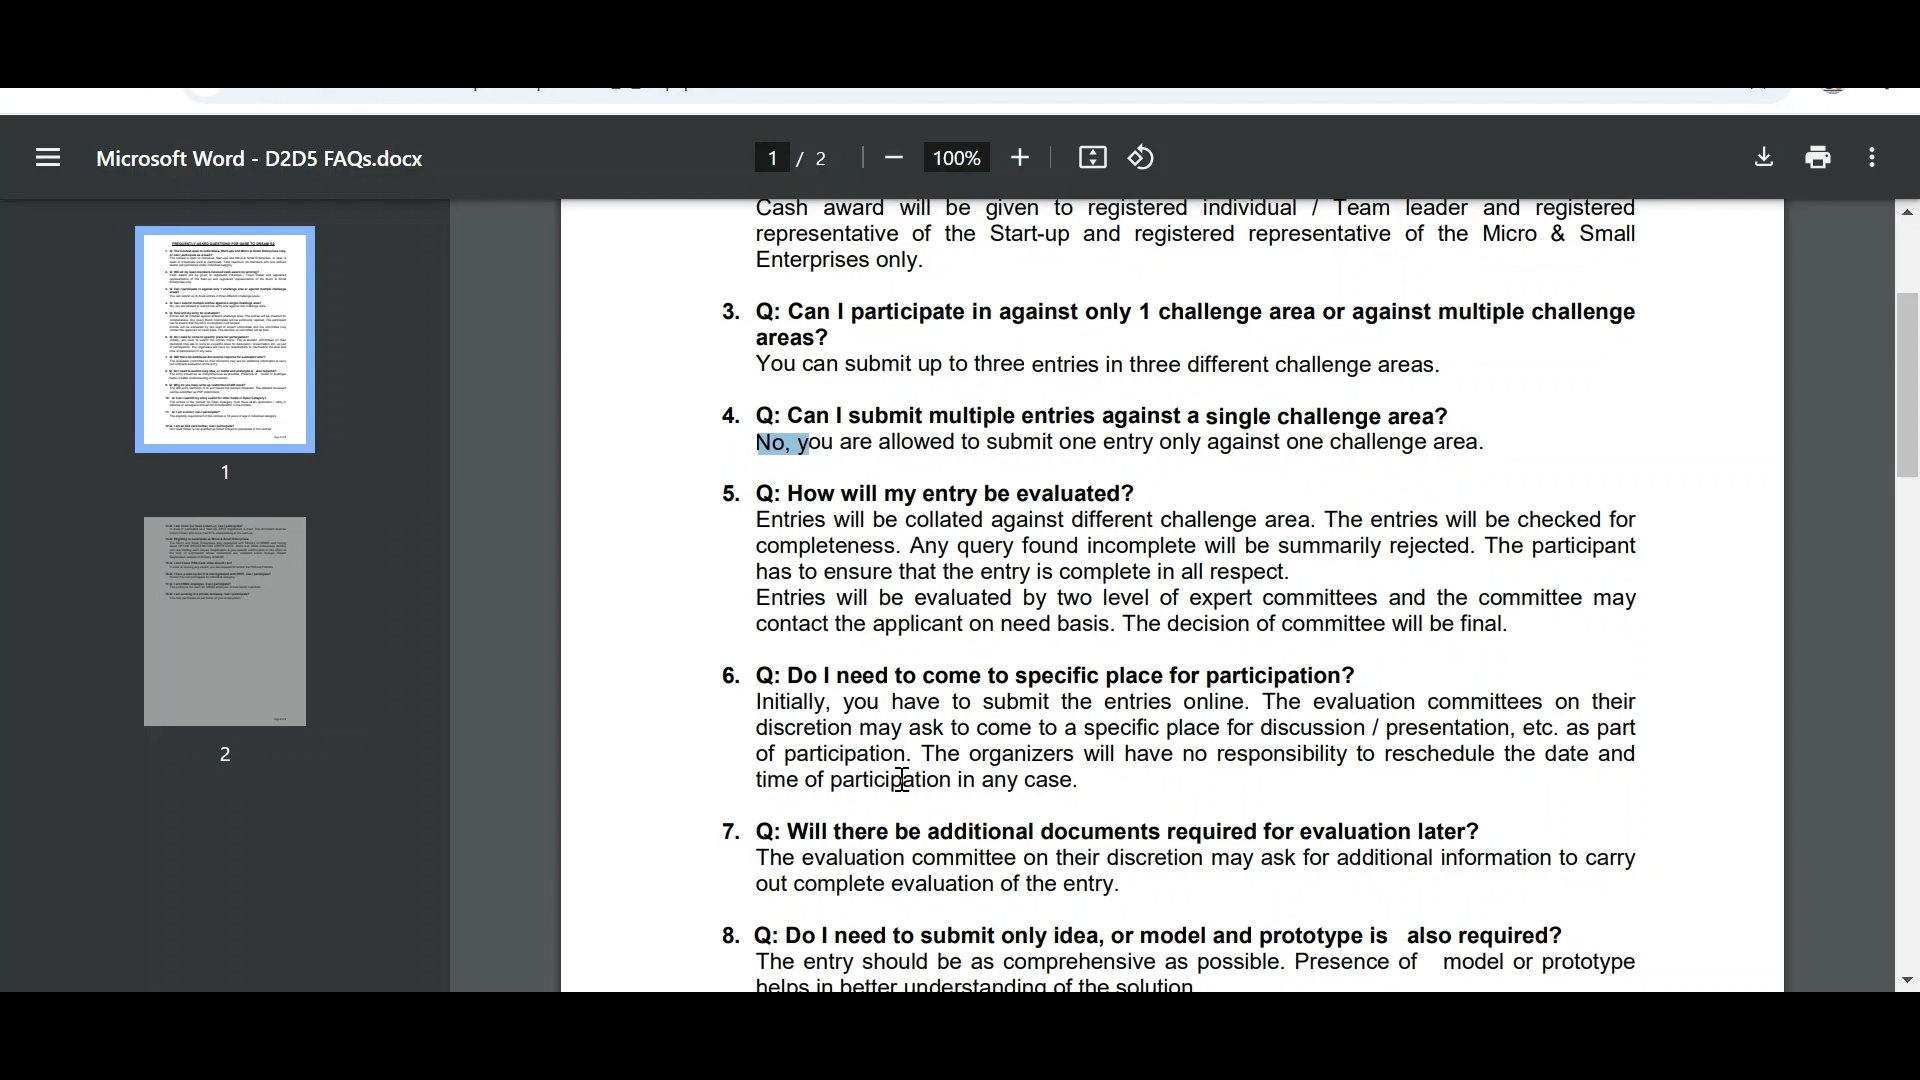 Microsoft Word - D2D5 FAQs.docx
1 / 2
100%
Cash award will be given to registered individual / Team leader and registered
representative of the Start-up and registered representative of the Micro & Small
Enterprises only.
3. Q: Can I participate in against only 1 challenge area or against multiple challenge
areas?
You can submit up to three entries in three different challenge areas.
4. Q: Can I submit multiple entries against a single challenge area?
No, you are allowed to submit one entry only against one challenge area.
5. Q: How will my entry be evaluated?
Entries will be collated against different challenge area. The entries will be checked for
completeness. Any query found incomplete will be summarily rejected. The participant
has to ensure that the entry is complete in all respect.
Entries will be evaluated by two level of expert committees and the committee may
contact the applicant on need basis. The decision of committee will be final.
6. Q: Do I need to come to specific place for participation?
Initially, you have to submit the entries online. The evaluation committees on their
discretion may ask to come to a specific place for discussion / presentation, etc. as part
of participation. The organizers will have no responsibility to reschedule the date and
time of participation in any case.
7. Q: Will there be additional documents required for evaluation later?
The evaluation committee on their discretion may ask for additional information to carry
out complete evaluation of the entry.
8. Q: Do I need to submit only idea, or model and prototype is also required?
The entry should be as comprehensive as possible. Presence of model or prototype
helps in better understanding of the solution
1
2